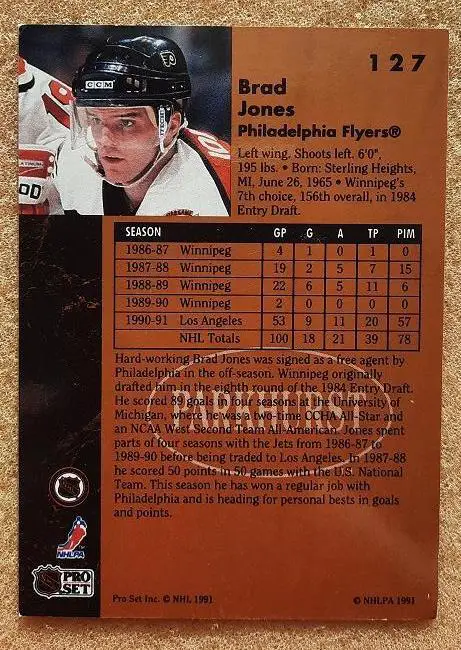 127
Brad
Jones
Philadelphia Flyers®
Left wing. Shoots left. 6'0",
195 lbs. • Born: Sterling Heights,
MI, June 26, 1965 • Winnipeg's
7th choice, 156th overall, in 1984
Entry Draft.
CCM
SEASON GP G A TP PIM
1986-87 Winnipeg 4 1 0 1 0
1987-88 Winnipeg 19 2 5 7 15
1988-89 Winnipeg 22 6 5 11 6
1989-90 Winnipeg 2 0 0 0 0
1990-91 Los Angeles 53 9 11 20 57
NHL Totals 100 18 21 39 78
Hard-working Brad Jones was signed as a free agent by
Philadelphia in the off-season. Winnipeg originally
drafted him in the eighth round of the 1984 Entry Draft.
He scored 89 goals in four seasons at the University of
Michigan, where he was a two-time CCHA All-Star and
an NCAA West Second Team All-American. Jones spent
parts of four seasons with the Jets from 1986-87 to
1989-90 before being traded to Los Angeles. In 1987-88
he scored 50 points in 50 games with the U.S. National
Team. This season he has won a regular job with
Philadelphia and is heading for personal bests in goals
and points.
PARKHURST
NHLPA
PRO
SET
Pro Set Inc. © NHL 1991
© NHLPA 1991